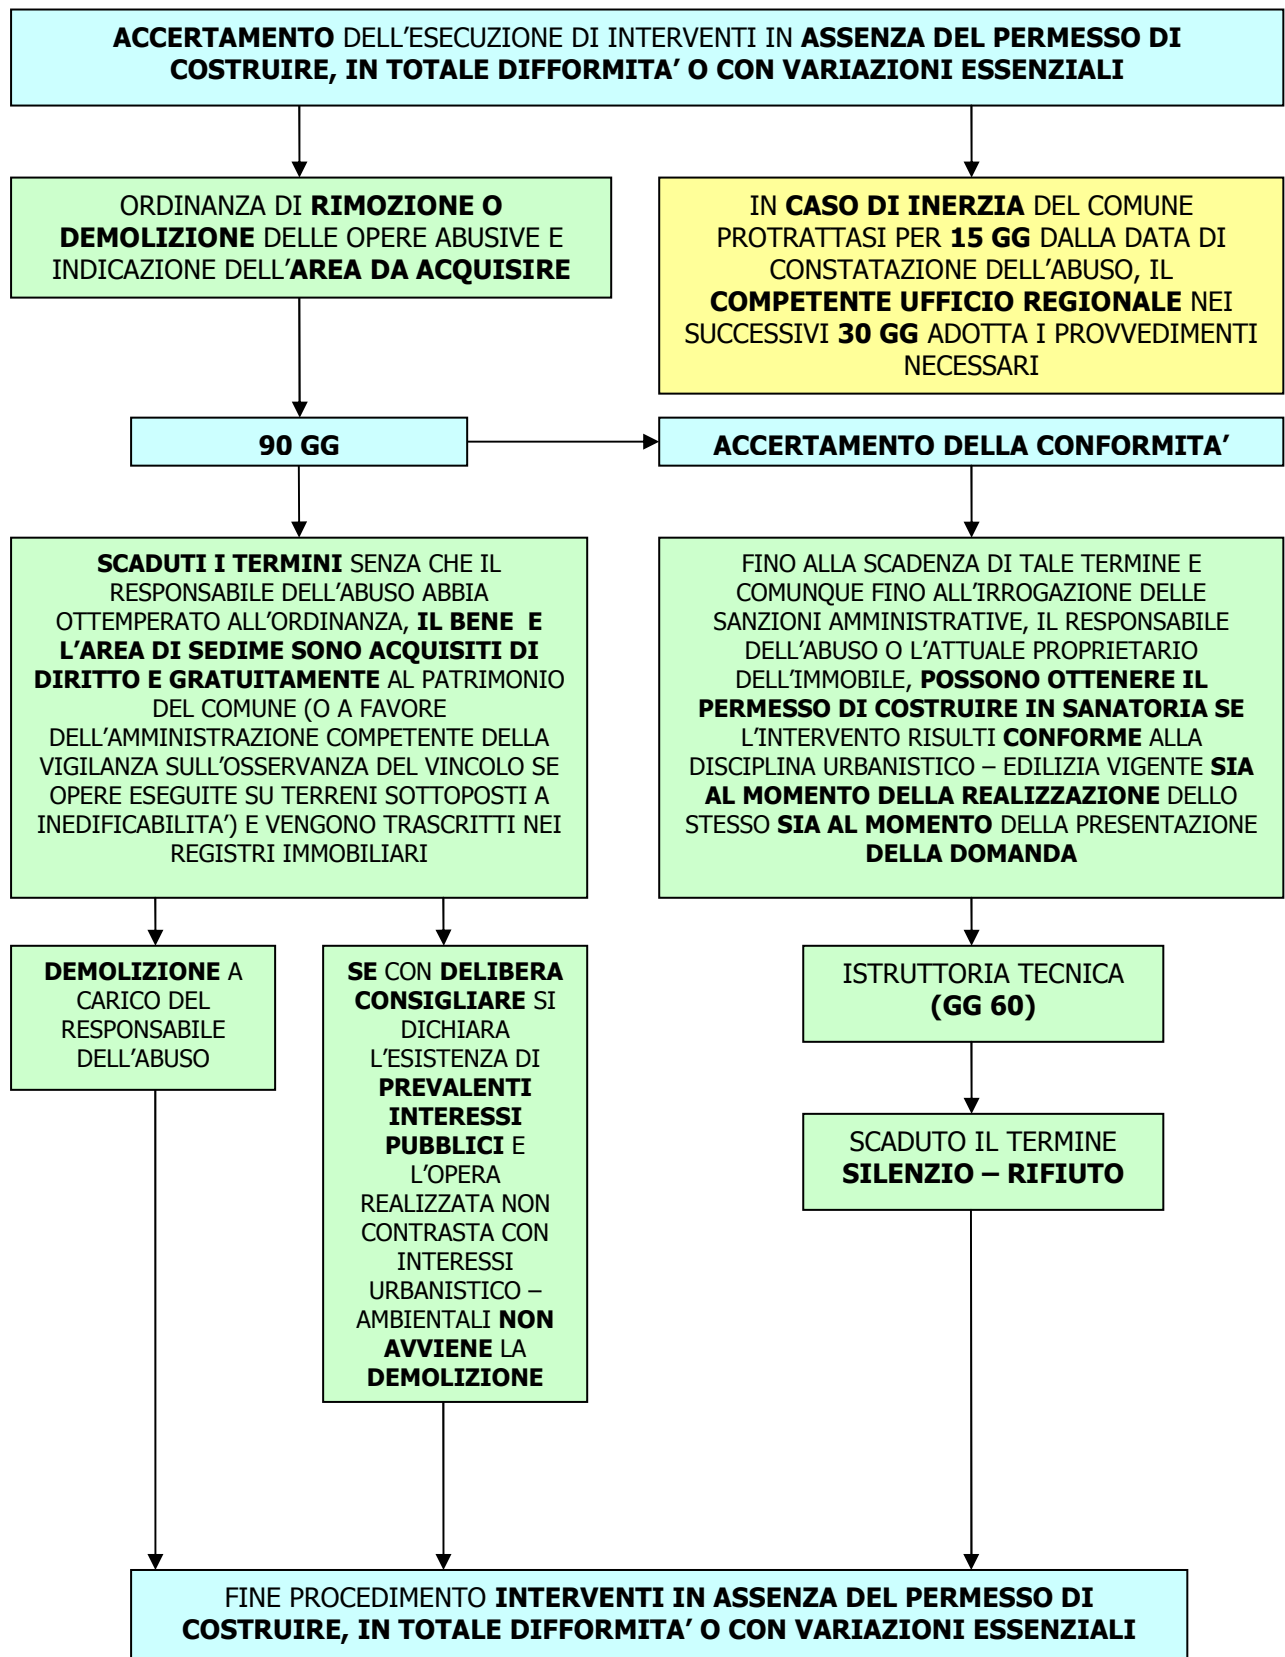 ACCERTAMENTO DELL’ESECUZIONE DI INTERVENTI IN ASSENZA DEL PERMESSO DI
COSTRUIRE, IN TOTALE DIFFORMITA’ O CON VARIAZIONI ESSENZIALI
ORDINANZA DI RIMOZIONE O
DEMOLIZIONE DELLE OPERE ABUSIVE E
INDICAZIONE DELL’AREA DA ACQUISIRE
IN CASO DI INERZIA DEL COMUNE
PROTRATTASI PER 15 GG DALLA DATA DI
CONSTATAZIONE DELL’ABUSO, IL
COMPETENTE UFFICIO REGIONALE NEI
SUCCESSIVI 30 GG ADOTTA I PROVVEDIMENTI
NECESSARI
90 GG
ACCERTAMENTO DELLA CONFORMITA’
SCADUTI I TERMINI SENZA CHE IL
RESPONSABILE DELL’ABUSO ABBIA
OTTEMPERATO ALL’ORDINANZA, IL BENE E
L’AREA DI SEDIME SONO ACQUISITI DI
DIRITTO E GRATUITAMENTE AL PATRIMONIO
DEL COMUNE (O A FAVORE
DELL’AMMINISTRAZIONE COMPETENTE DELLA
VIGILANZA SULL’OSSERVANZA DEL VINCOLO SE
OPERE ESEGUITE SU TERRENI SOTTOPOSTI A
INEDIFICABILITA’) E VENGONO TRASCRITTI NEI
REGISTRI IMMOBILIARI
FINO ALLA SCADENZA DI TALE TERMINE E
COMUNQUE FINO ALL’IRROGAZIONE DELLE
SANZIONI AMMINISTRATIVE, IL RESPONSABILE
DELL’ABUSO O L’ATTUALE PROPRIETARIO
DELL’IMMOBILE, POSSONO OTTENERE IL
PERMESSO DI COSTRUIRE IN SANATORIA SE
L’INTERVENTO RISULTI CONFORME ALLA
DISCIPLINA URBANISTICO – EDILIZIA VIGENTE SIA
AL MOMENTO DELLA REALIZZAZIONE DELLO
STESSO SIA AL MOMENTO DELLA PRESENTAZIONE
DELLA DOMANDA
DEMOLIZIONE A
CARICO DEL
RESPONSABILE
DELL’ABUSO
SE CON DELIBERA
CONSIGLIARE SI
DICHIARA
L’ESISTENZA DI
PREVALENTI
INTERESSI
PUBBLICI E
L’OPERA
REALIZZATA NON
CONTRASTA CON
INTERESSI
URBANISTICO –
AMBIENTALI NON
AVVIENE LA
DEMOLIZIONE
ISTRUTTORIA TECNICA
(GG 60)
SCADUTO IL TERMINE
SILENZIO – RIFIUTO
FINE PROCEDIMENTO INTERVENTI IN ASSENZA DEL PERMESSO DI
COSTRUIRE, IN TOTALE DIFFORMITA’ O CON VARIAZIONI ESSENZIALI